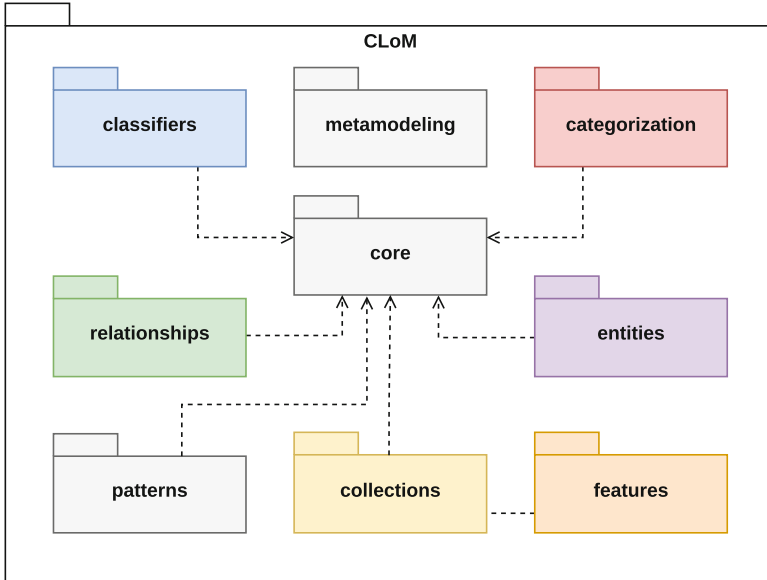 CLoM
classifiers
metamodeling
categorization
core
relationships
entities
patterns
collections
features